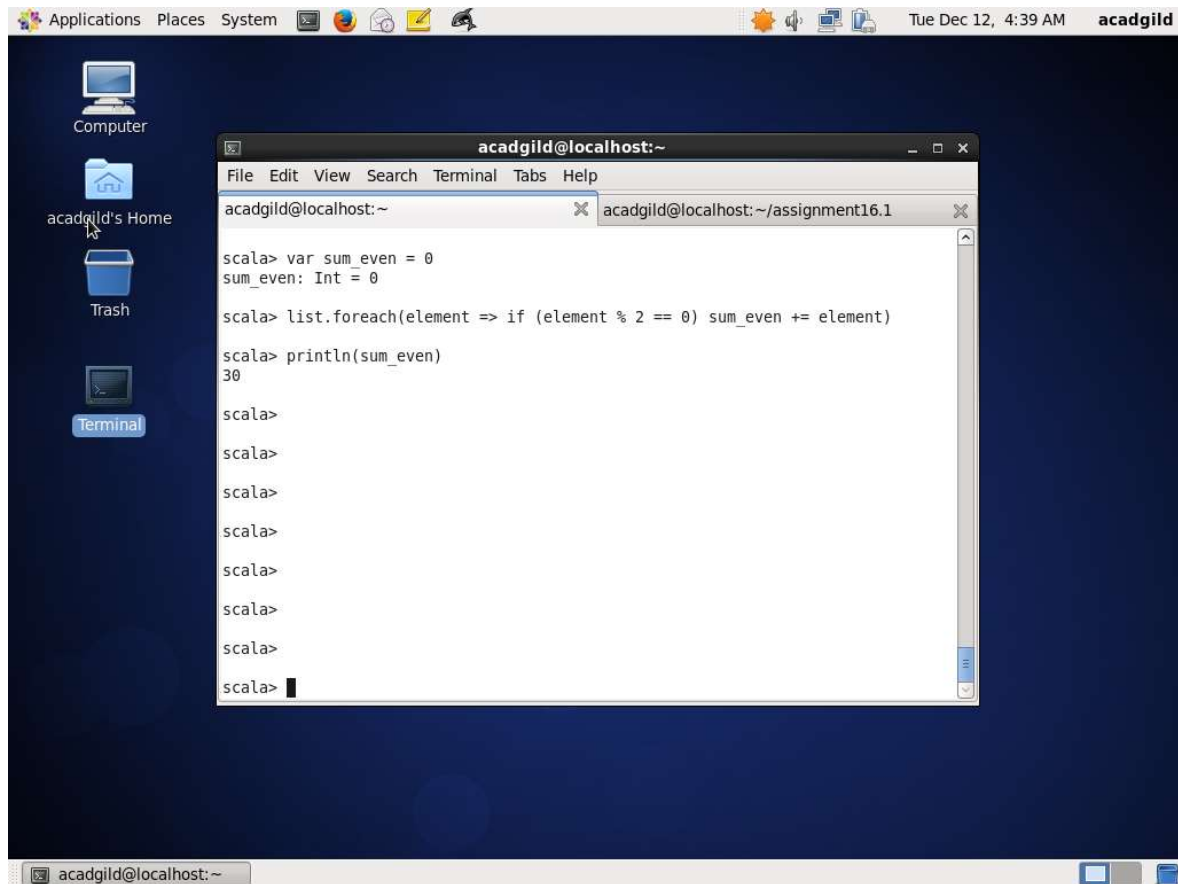 Applications Places System Tue Dec 12, 4:39 AM acadgild
Computer
acadgild's Home
Trash
Terminal
acadgild@localhost:~
File Edit View Search Terminal Tabs Help
acadgild@localhost:~ acadgild@localhost:~/assignment16.1
scala> var sum_even = 0
sum_even: Int = 0
scala> list.foreach(element => if (element % 2 == 0) sum_even += element)
scala> println(sum_even)
30
scala>
scala>
scala>
scala>
scala>
scala>
scala>
scala>
acadgild@localhost:~